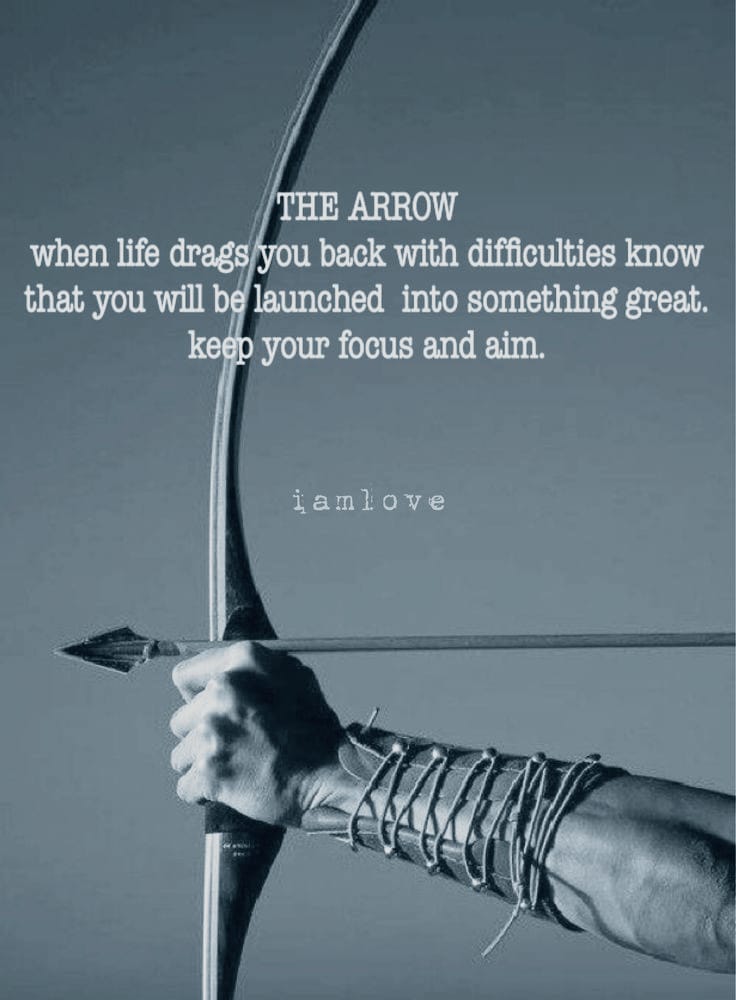 THE ARROW
when life drags you back with difficulties know
that you will be launched  into something great.
keep your focus and aim.
iamlove